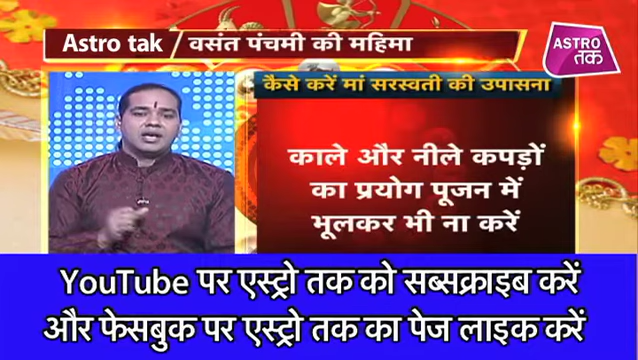 Astro tak वसंत पंचमी की महिमा
ASTRO
तक
कैसे करें मां सरस्वती की उपासना
काले और नीले कपड़ों
का प्रयोग पूजन में
भूलकर भी ना करें
YouTube पर एस्ट्रो तक को सब्सक्राइब करें
और फेसबुक पर एस्ट्रो तक का पेज लाइक करें